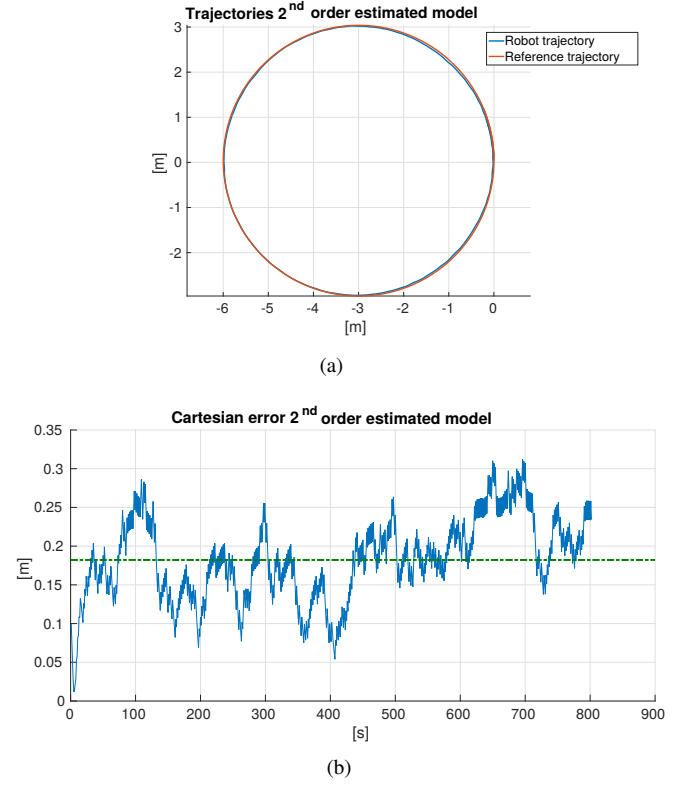 Trajectories 2nd order estimated model
3
2
1
0
-1
-2
[m]
-6 -5 -4 -3 -2 -1 0
[m]
Robot trajectory
Reference trajectory
(a)
Cartesian error 2nd order estimated model
0.35
0.3
0.25
0.2
0.15
0.1
0.05
0
[m]
0 100 200 300 400 500 600 700 800 900
[s]
(b)